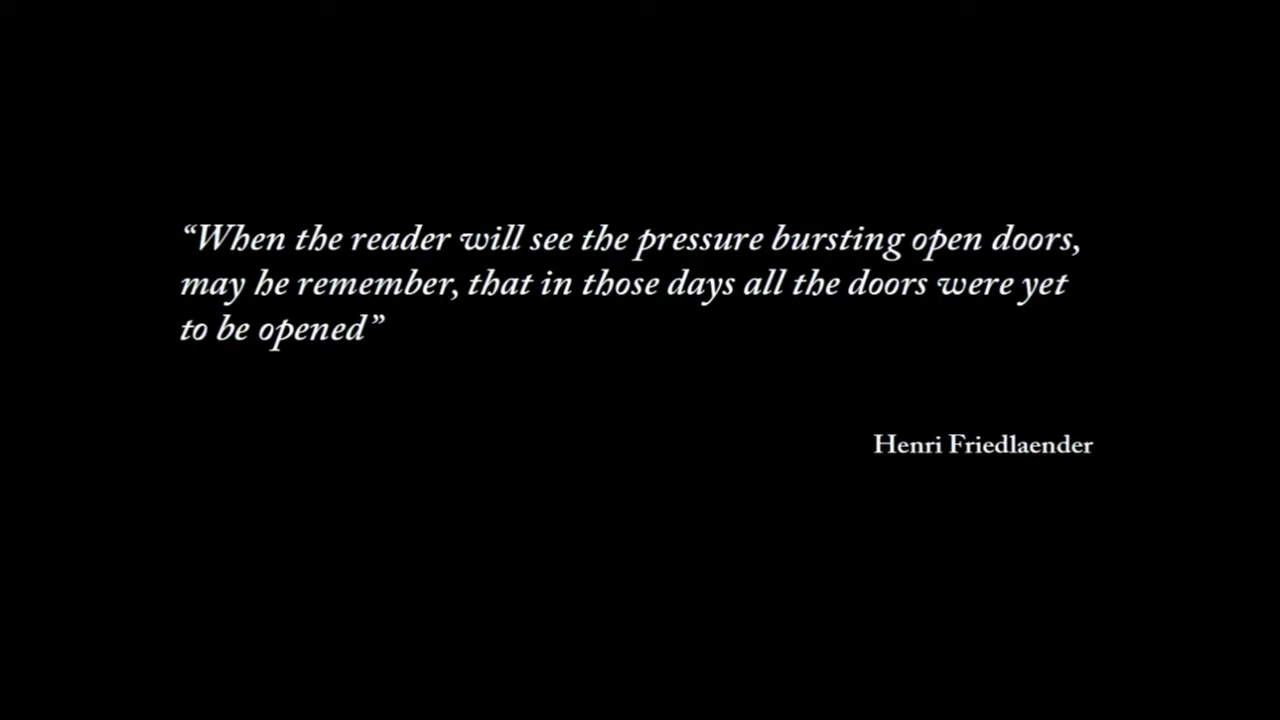 “When the reader will see the pressure bursting open doors,
may he remember, that in those days all the doors were yet
to be opened”
Henri Friedlaender